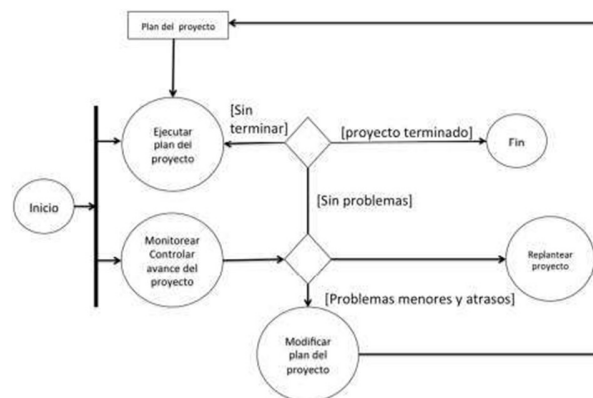 Plan del proyecto
[Sin
terminar]
Ejecutar
plan del
proyecto
[proyecto terminado]
Fin
[Sin problemas]
Inicio
Monitorear
Controlar
avance del
proyecto
Replantear
proyecto
[Problemas menores y atrasos]
Modificar
plan del
proyecto